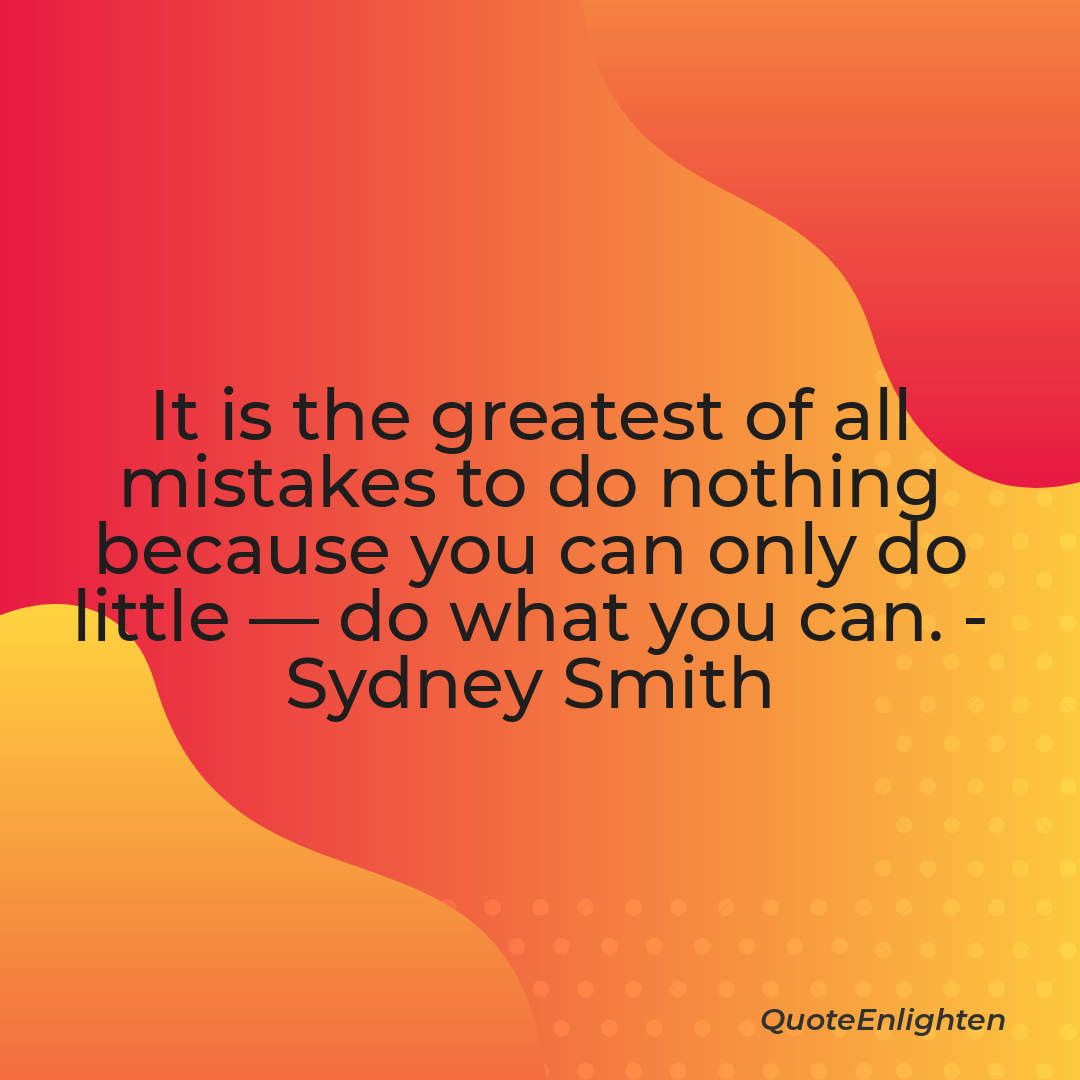 It is the greatest of all
mistakes to do nothing
because you can only do
little — do what you can. -
Sydney Smith
QuoteEnlighten